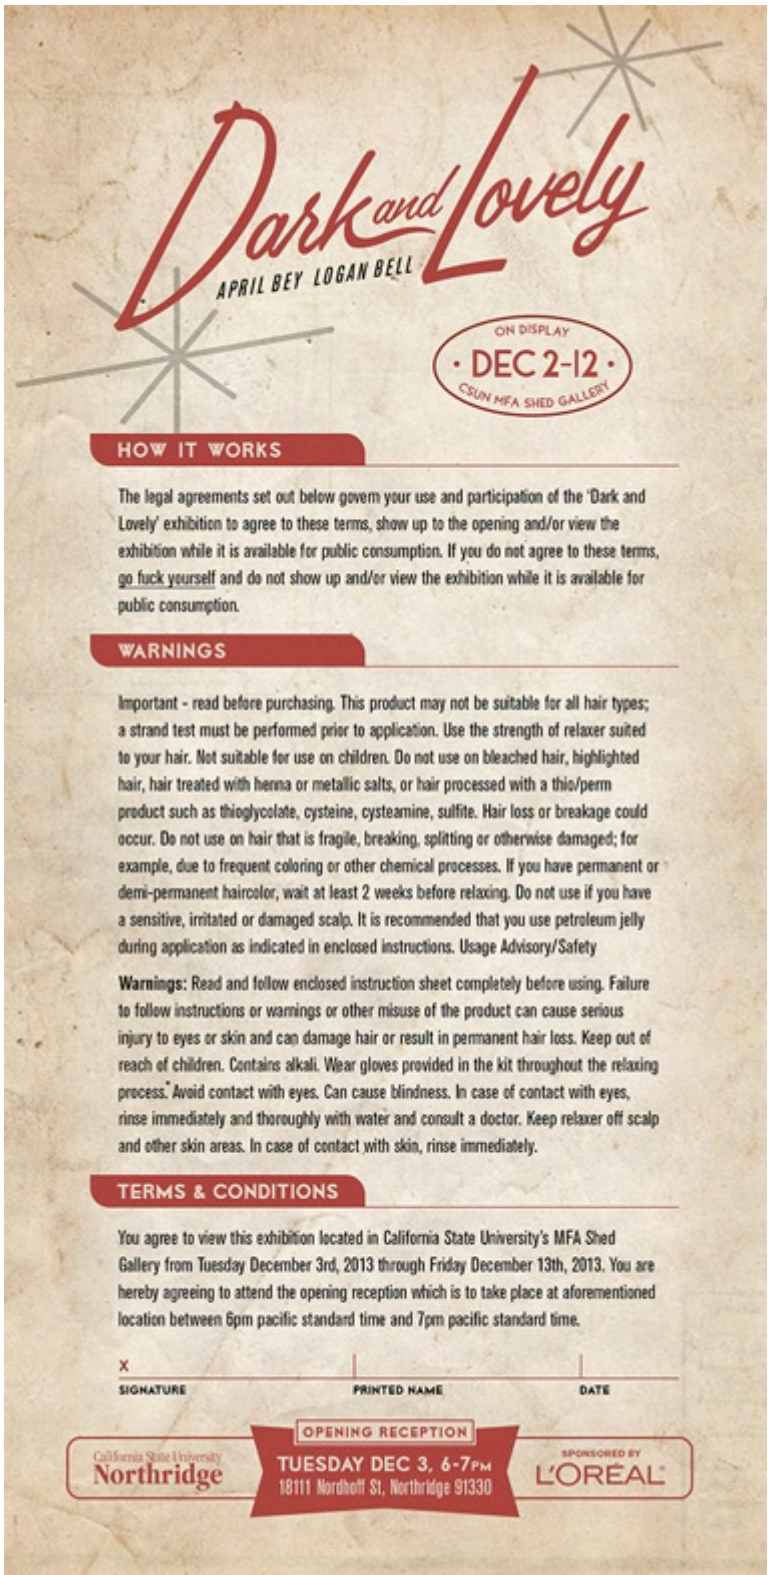 Dark and Lovely
APRIL BEY LOGAN BELL
ON DISPLAY
• DEC 2-12 •
CSUN MFA SHED GALLERY
HOW IT WORKS
The legal agreements set out below govern your use and participation of the 'Dark and
Lovely' exhibition to agree to these terms, show up to the opening and/or view the
exhibition while it is available for public consumption. If you do not agree to these terms,
go fuck yourself and do not show up and/or view the exhibition while it is available for
public consumption.
WARNINGS
Important - read before purchasing. This product may not be suitable for all hair types;
a strand test must be performed prior to application. Use the strength of relaxer suited
to your hair. Not suitable for use on children. Do not use on bleached hair, highlighted
hair, hair treated with henna or metallic salts, or hair processed with a thio/perm
product such as thioglycolate, cysteine, cysteamine, sulfite. Hair loss or breakage could
occur. Do not use on hair that is fragile, breaking, splitting or otherwise damaged; for
example, due to frequent coloring or other chemical processes. If you have permanent or
demi-permanent haircolor, wait at least 2 weeks before relaxing. Do not use if you have
a sensitive, irritated or damaged scalp. It is recommended that you use petroleum jelly
during application as indicated in enclosed instructions. Usage Advisory/Safety
Warnings: Read and follow enclosed instruction sheet completely before using. Failure
to follow instructions or warnings or other misuse of the product can cause serious
injury to eyes or skin and can damage hair or result in permanent hair loss. Keep out of
reach of children. Contains alkali. Wear gloves provided in the kit throughout the relaxing
process. Avoid contact with eyes. Can cause blindness. In case of contact with eyes,
rinse immediately and thoroughly with water and consult a doctor. Keep relaxer off scalp
and other skin areas. In case of contact with skin, rinse immediately.
TERMS & CONDITIONS
You agree to view this exhibition located in California State University's MFA Shed
Gallery from Tuesday December 3rd, 2013 through Friday December 13th, 2013. You are
hereby agreeing to attend the opening reception which is to take place at aforementioned
location between 6pm pacific standard time and 7pm pacific standard time.
X
SIGNATURE PRINTED NAME DATE
California State University
Northridge
OPENING RECEPTION
TUESDAY DEC 3, 6-7PM
18111 Nordhoff St, Northridge 91330
SPONSORED BY
L'ORÉAL